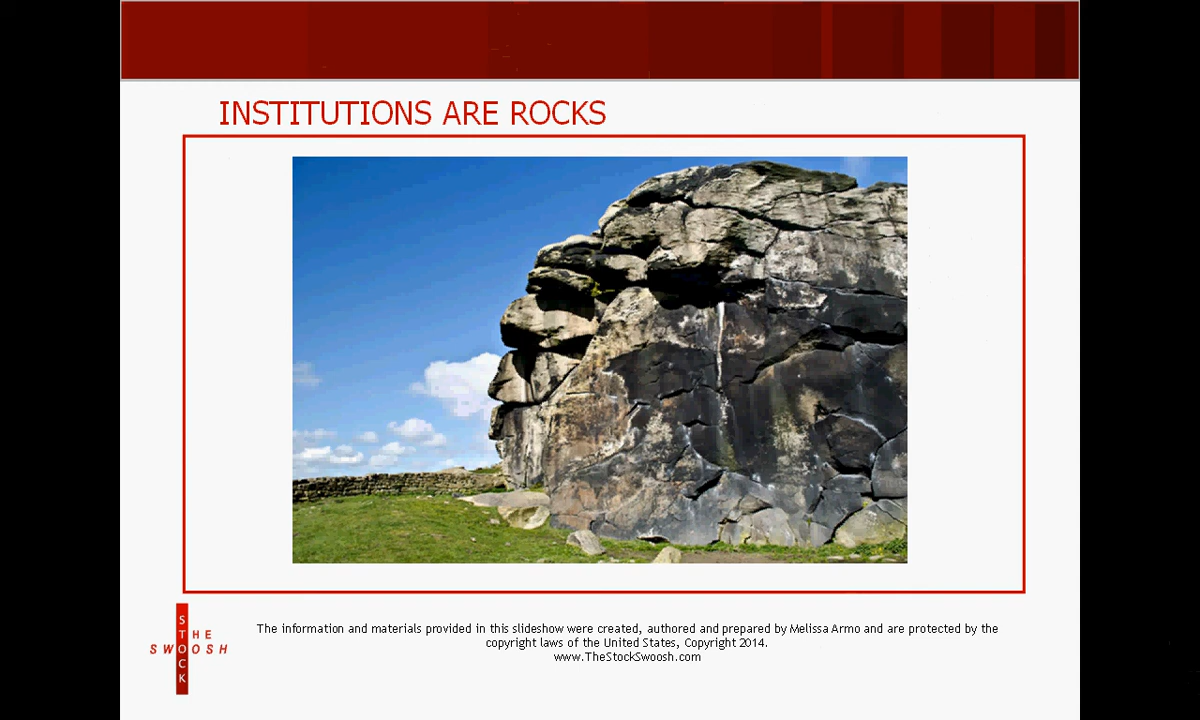 INSTITUTIONS ARE ROCKS
THE
STOCK
SWOOSH
The information and materials provided in this slideshow were created, authored and prepared by Melissa Armo and are protected by the
copyright laws of the United States, Copyright 2014.
www.TheStockSwoosh.com